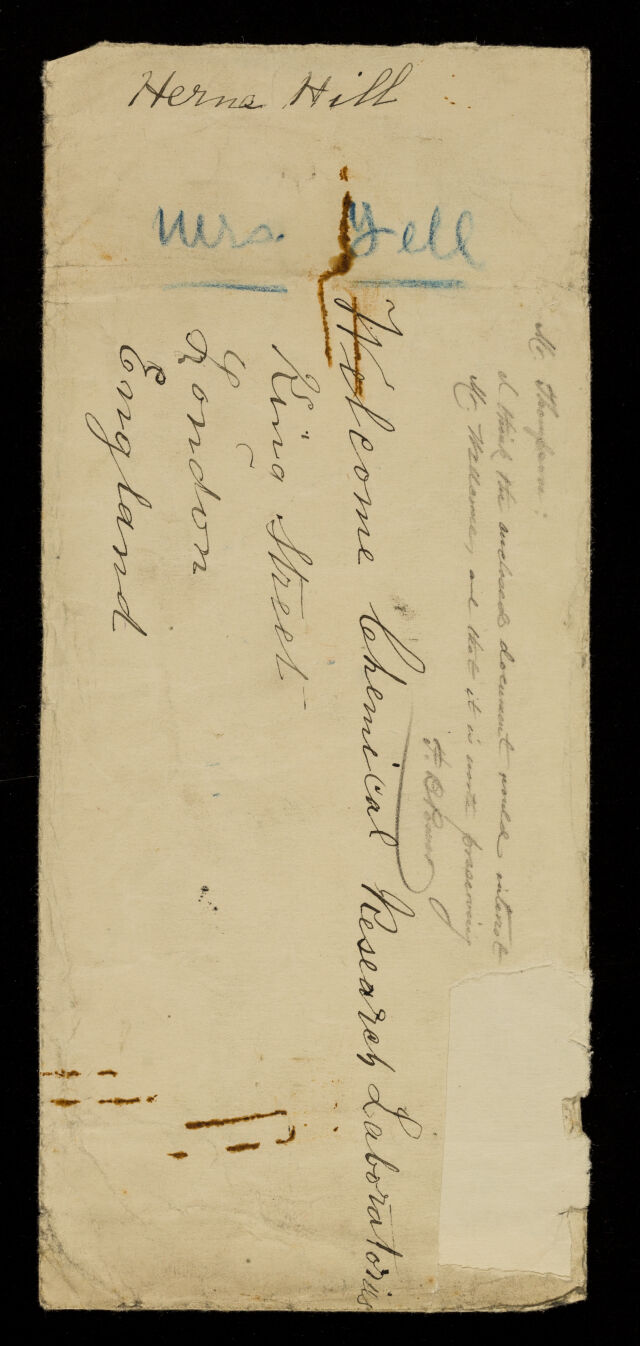 Herne Hill
Mrs Yell
Mr. Thompson:
I think the enclosed document would interest
Mr. Wellcome, and that it is worth preserving
F. B. Power
Wellcome Chemical Research Laboratories
King Street
London
England